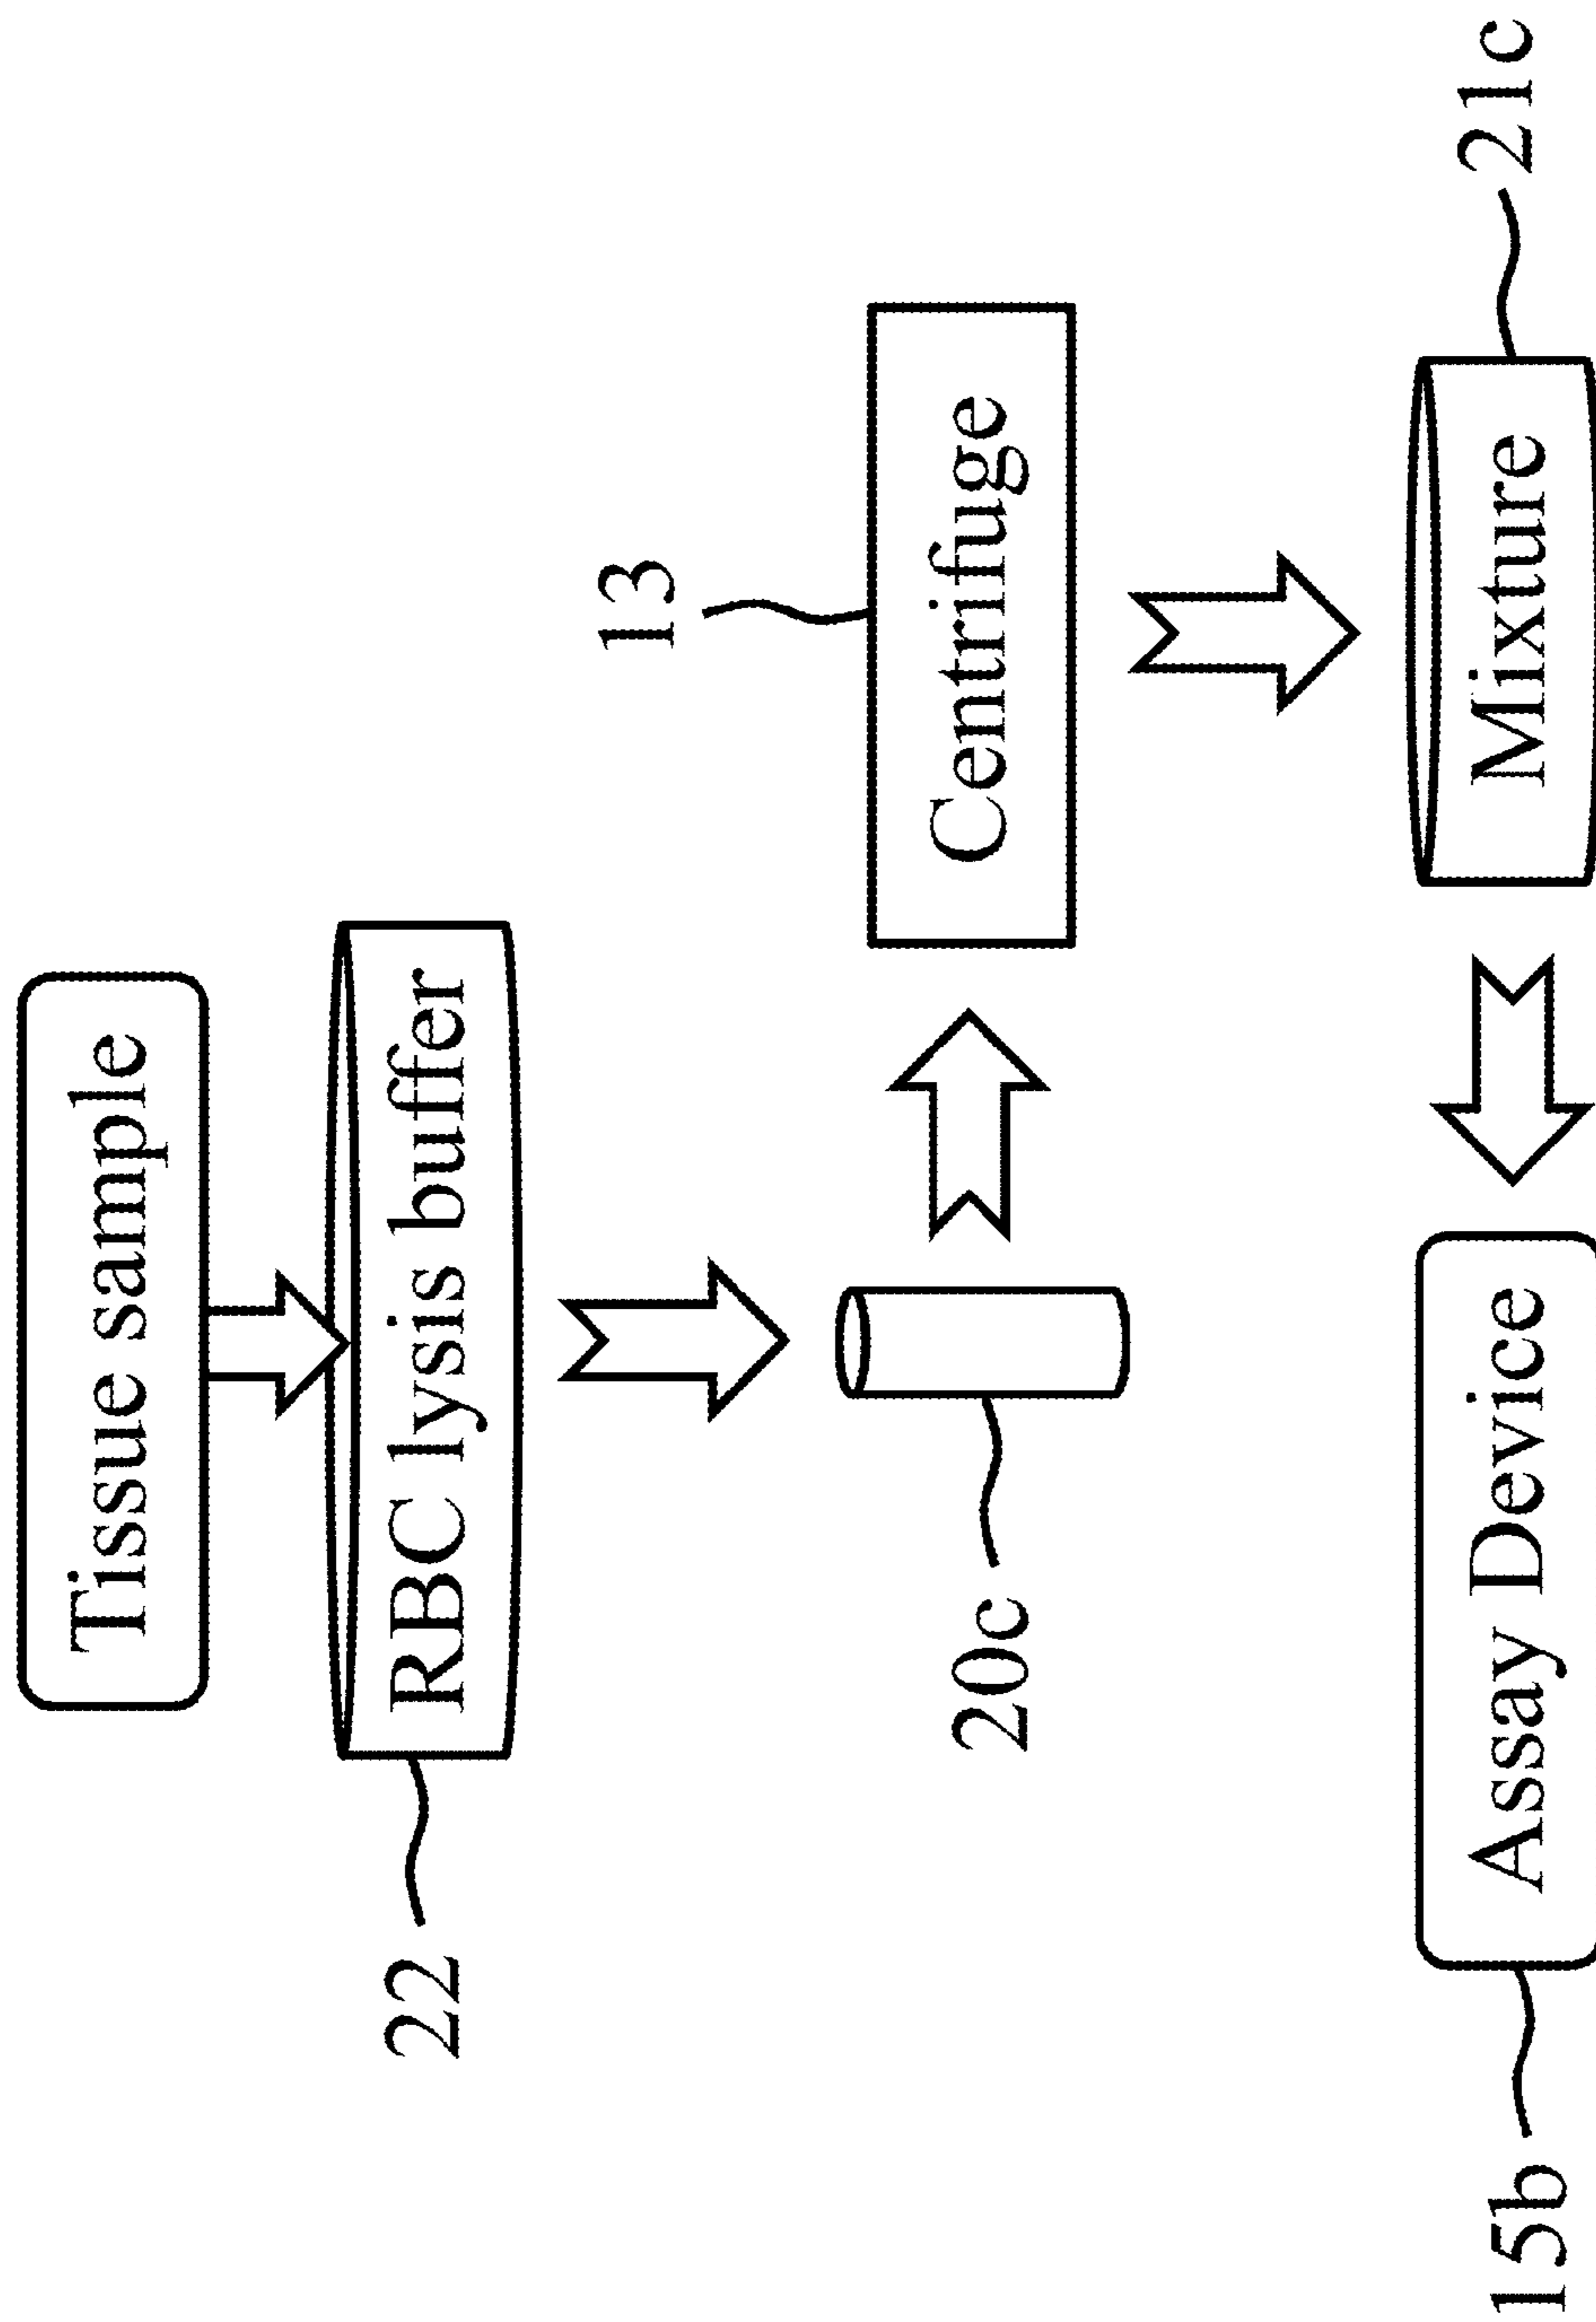 Tissue sample
22
RBC lysis buffer
20c
13
Centrifuge
15b
Assay Device
Mixture
21c